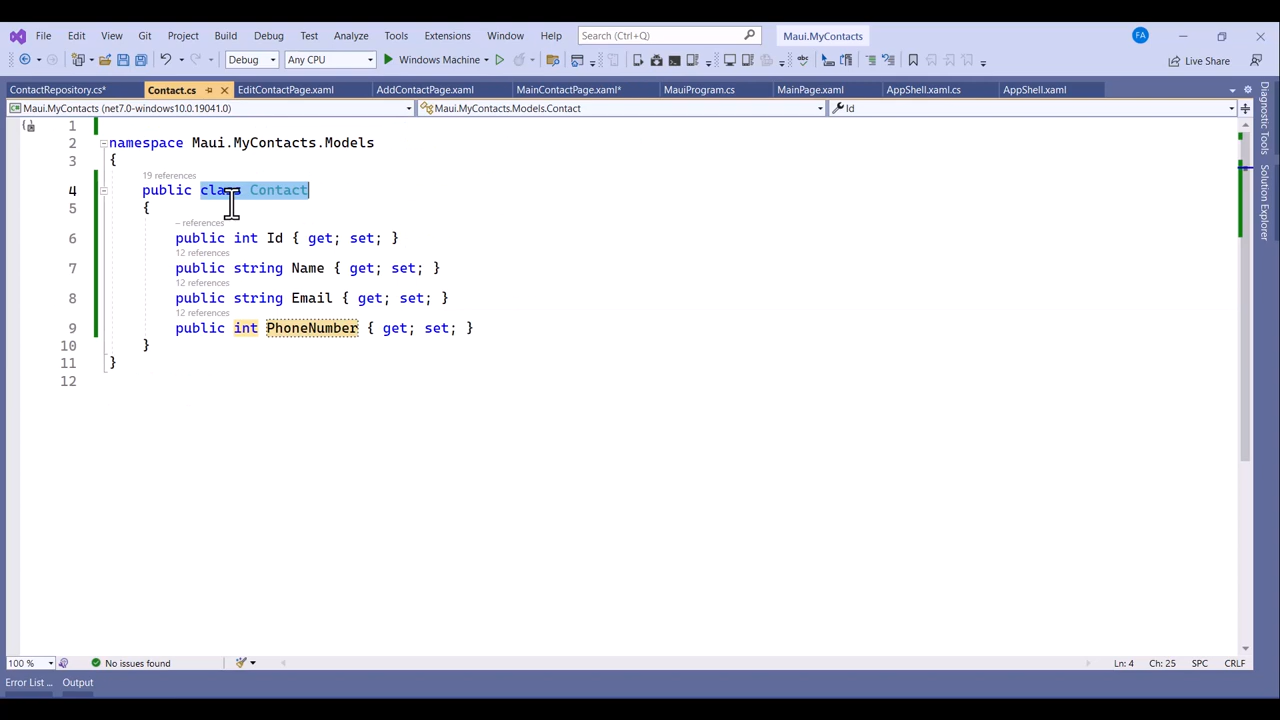 File Edit View Git Project Build Debug Test Analyze Tools Extensions Window Help Search (Ctrl+Q) Maui.MyContacts FA
Debug Any CPU Windows Machine Live Share
ContactRepository.cs* Contact.cs EditContactPage.xaml AddContactPage.xaml MainContactPage.xaml* MauiProgram.cs MainPage.xaml AppShell.xaml.cs AppShell.xaml
Maui.MyContacts (net7.0-windows10.0.19041.0) Maui.MyContacts.Models.Contact Id
1
2 namespace Maui.MyContacts.Models
3 {
19 references
4 public class Contact
5 {
– references
6 public int Id { get; set; }
12 references
7 public string Name { get; set; }
12 references
8 public string Email { get; set; }
12 references
9 public int PhoneNumber { get; set; }
10 }
11 }
12
Diagnostic Tools
Solution Explorer
100 % No issues found Ln: 4 Ch: 25 SPC CRLF
Error List ... Output